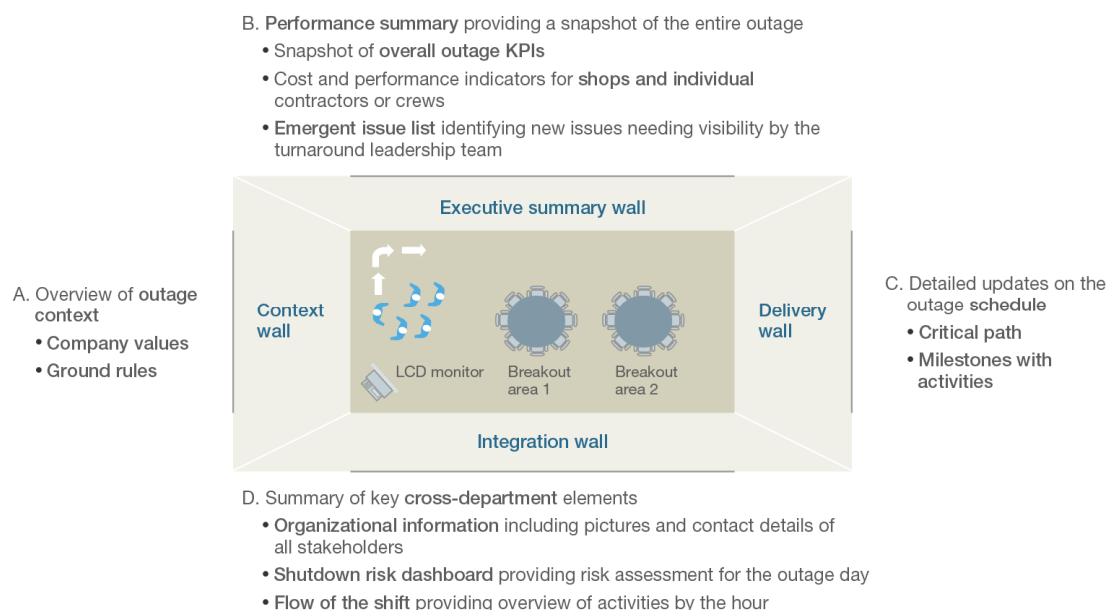 B. Performance summary providing a snapshot of the entire outage
• Snapshot of overall outage KPIs
• Cost and performance indicators for shops and individual
contractors or crews
• Emergent issue list identifying new issues needing visibility by the
turnaround leadership team
Executive summary wall
A. Overview of outage
context
• Company values
• Ground rules
Context
wall
LCD monitor
Breakout
area 1
Breakout
area 2
Delivery
wall
C. Detailed updates on the
outage schedule
• Critical path
• Milestones with
activities
Integration wall
D. Summary of key cross-department elements
• Organizational information including pictures and contact details of
all stakeholders
• Shutdown risk dashboard providing risk assessment for the outage day
• Flow of the shift providing overview of activities by the hour